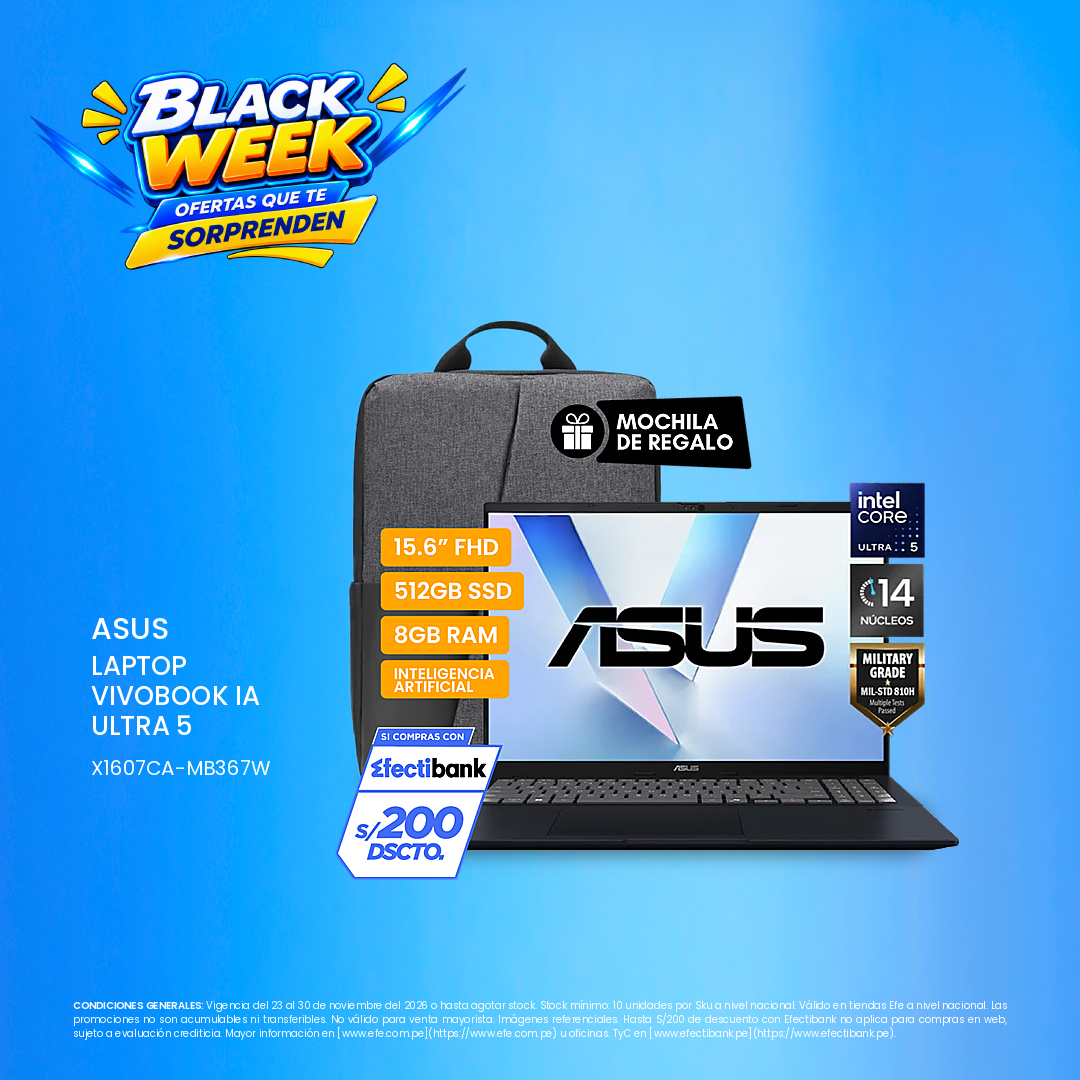 BLACK
WEEK
OFERTAS QUE TE
SORPRENDEN
MOCHILA
DE REGALO
15.6” FHD
512GB SSD
8GB RAM
INTELIGENCIA
ARTIFICIAL
intel
CORE
ULTRA 5
14
NÚCLEOS
MILITARY
GRADE
MIL-STD 810H
Multiple Tests
Passed
ASUS
ASUS
ASUS
LAPTOP
VIVOBOOK IA
ULTRA 5
X1607CA-MB367W
SI COMPRAS CON
Efectibank
S/200
DSCTO.
CONDICIONES GENERALES: Vigencia del 23 al 30 de noviembre del 2026 o hasta agotar stock. Stock mínimo: 10 unidades por Sku a nivel nacional. Válido en tiendas Efe a nivel nacional. Las
promociones no son acumulables ni transferibles. No válido para venta mayorista. Imágenes referenciales. Hasta S/200 de descuento con Efectibank no aplica para compras en web,
sujeto a evaluación crediticia. Mayor información en [www.efe.com.pe](https://www.efe.com.pe) u oficinas. TyC en [www.efectibank.pe](https://www.efectibank.pe).